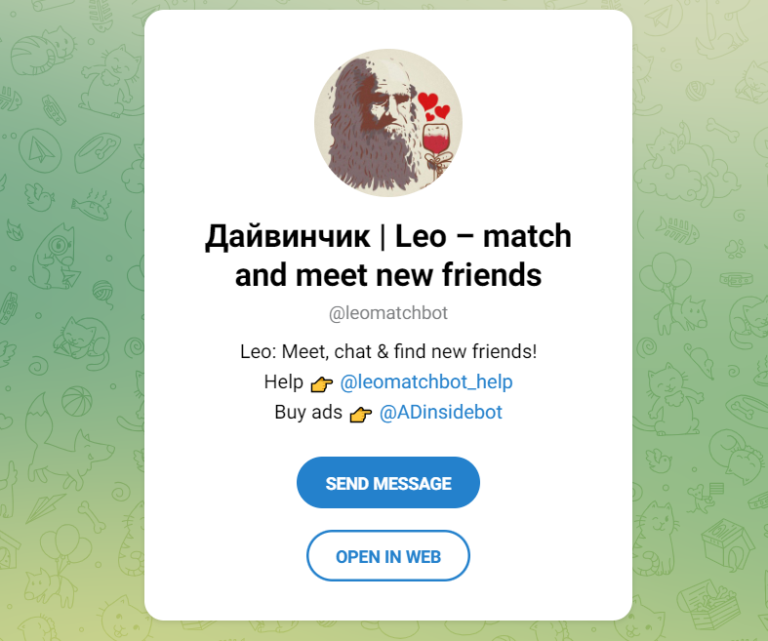 Дайвинчик | Leo – match
and meet new friends
@leomatchbot
Leo: Meet, chat & find new friends!
Help 👉 @leomatchbot_help
Buy ads 👉 @ADinsidebot
SEND MESSAGE
OPEN IN WEB